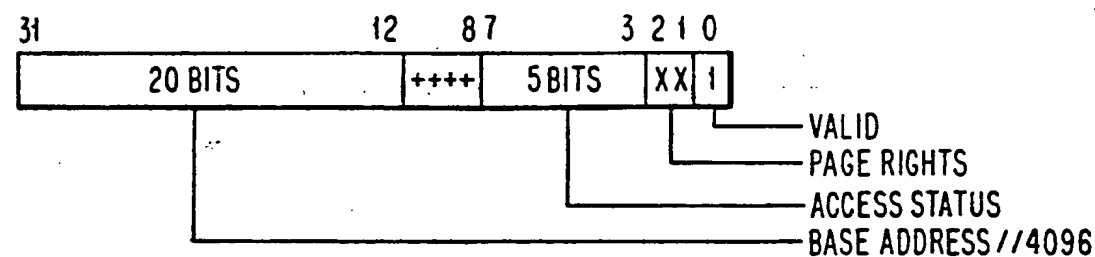 31 12 8 7 3 2 1 0
20 BITS ++++ 5 BITS XX 1
VALID
PAGE RIGHTS
ACCESS STATUS
BASE ADDRESS//4096